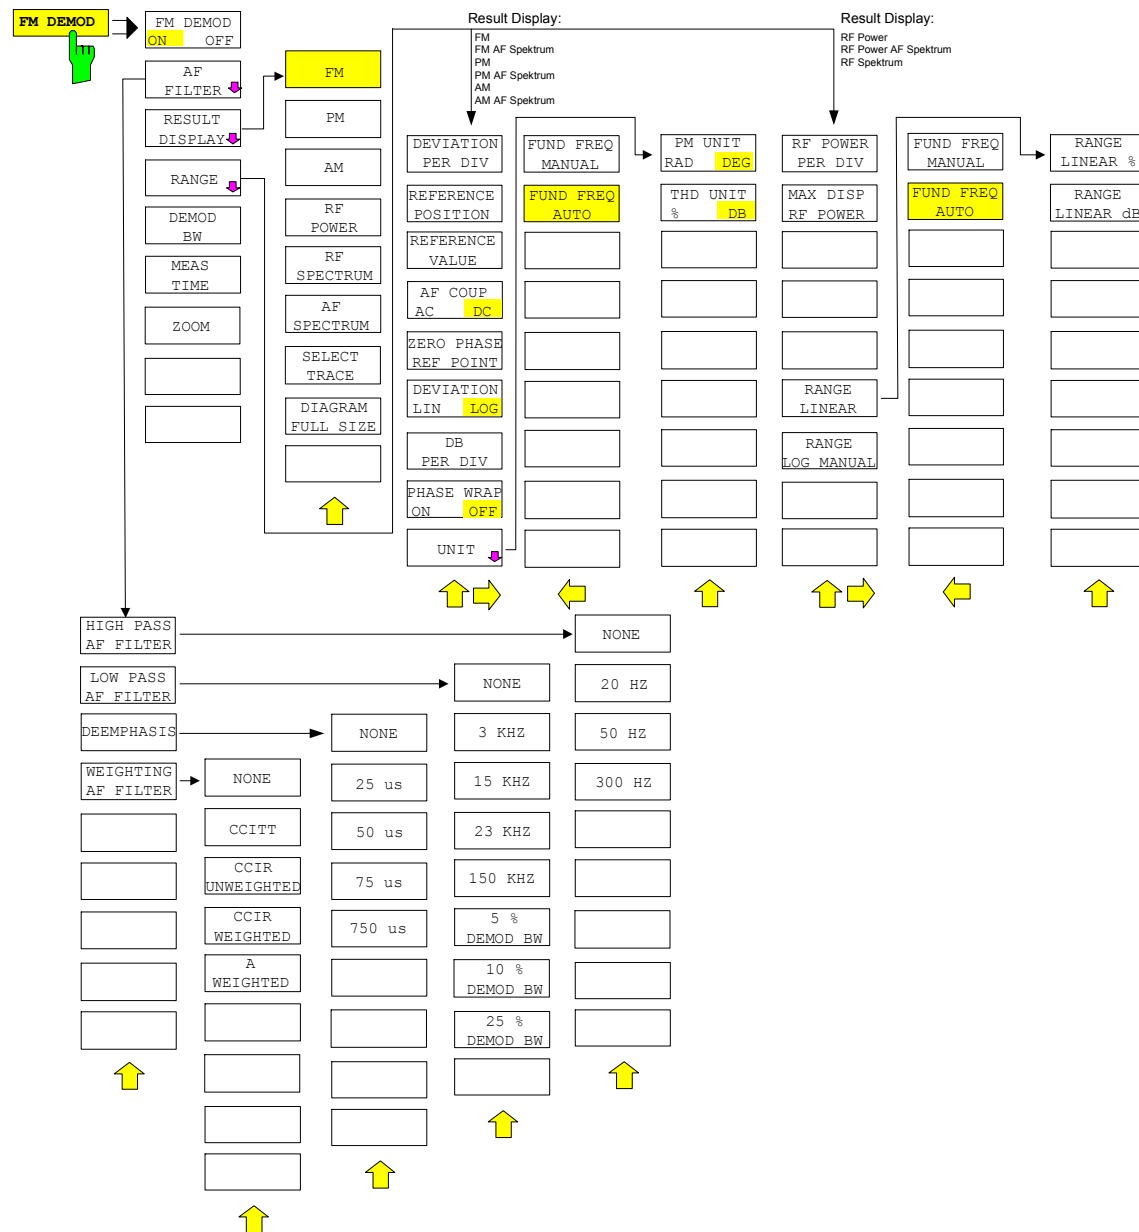 FM DEMOD
FM DEMOD
ON OFF
AF
FILTER
RESULT
DISPLAY
RANGE
DEMOD
BW
MEAS
TIME
ZOOM
FM
PM
AM
RF
POWER
RF
SPECTRUM
AF
SPECTRUM
SELECT
TRACE
DIAGRAM
FULL SIZE
Result Display:
FM
FM AF Spektrum
PM
PM AF Spektrum
AM
AM AF Spektrum
DEVIATION
PER DIV
REFERENCE
POSITION
REFERENCE
VALUE
AF COUP
AC DC
ZERO PHASE
REF POINT
DEVIATION
LIN LOG
DB
PER DIV
PHASE WRAP
ON OFF
UNIT
FUND FREQ
MANUAL
FUND FREQ
AUTO
PM UNIT
RAD DEG
THD UNIT
% DB
Result Display:
RF Power
RF Power AF Spektrum
RF Spektrum
RF POWER
PER DIV
MAX DISP
RF POWER
RANGE
LINEAR
RANGE
LOG MANUAL
FUND FREQ
MANUAL
FUND FREQ
AUTO
RANGE
LINEAR %
RANGE
LINEAR dB
HIGH PASS
AF FILTER
LOW PASS
AF FILTER
DEEMPHASIS
WEIGHTING
AF FILTER
NONE
CCITT
CCIR
UNWEIGHTED
CCIR
WEIGHTED
A
WEIGHTED
NONE
25 us
50 us
75 us
750 us
NONE
3 KHZ
15 KHZ
23 KHZ
150 KHZ
5 %
DEMOD BW
10 %
DEMOD BW
25 %
DEMOD BW
NONE
20 HZ
50 HZ
300 HZ